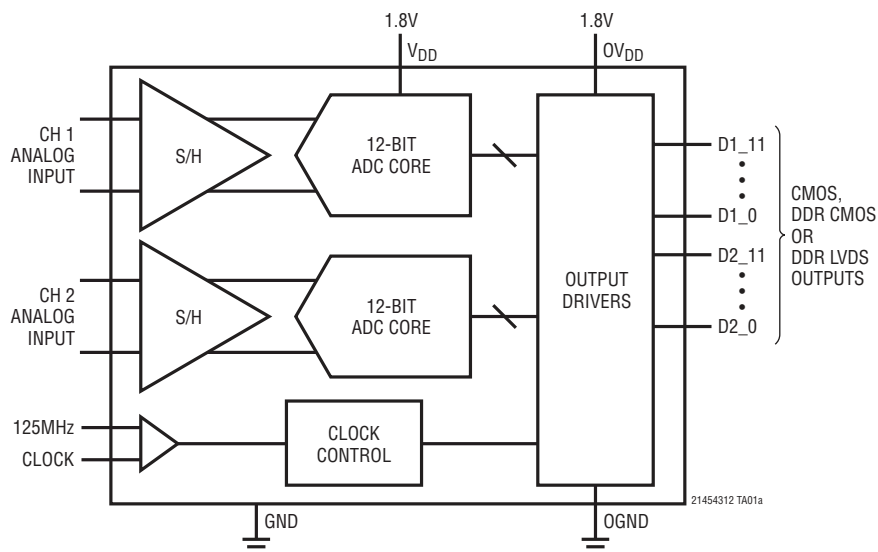 1.8V
1.8V
VDD
OVDD
CH 1
ANALOG
INPUT
S/H
12-BIT
ADC CORE
D1_11
D1_0
CH 2
ANALOG
INPUT
S/H
12-BIT
ADC CORE
OUTPUT
DRIVERS
D2_11
D2_0
CMOS,
DDR CMOS
OR
DDR LVDS
OUTPUTS
125MHz
CLOCK
CLOCK
CONTROL
21454312 TA01a
GND
OGND